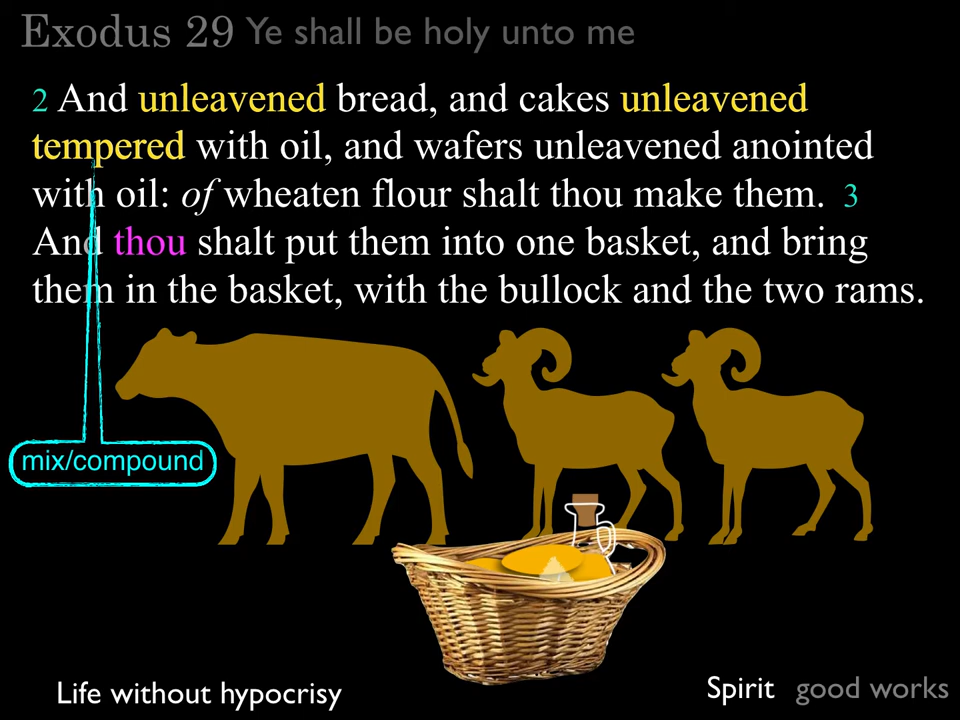 Exodus 29 Ye shall be holy unto me
2 And unleavened bread, and cakes unleavened
tempered with oil, and wafers unleavened anointed
with oil: of wheaten flour shalt thou make them. 3
And thou shalt put them into one basket, and bring
them in the basket, with the bullock and the two rams.
mix/compound
Life without hypocrisy
Spirit good works